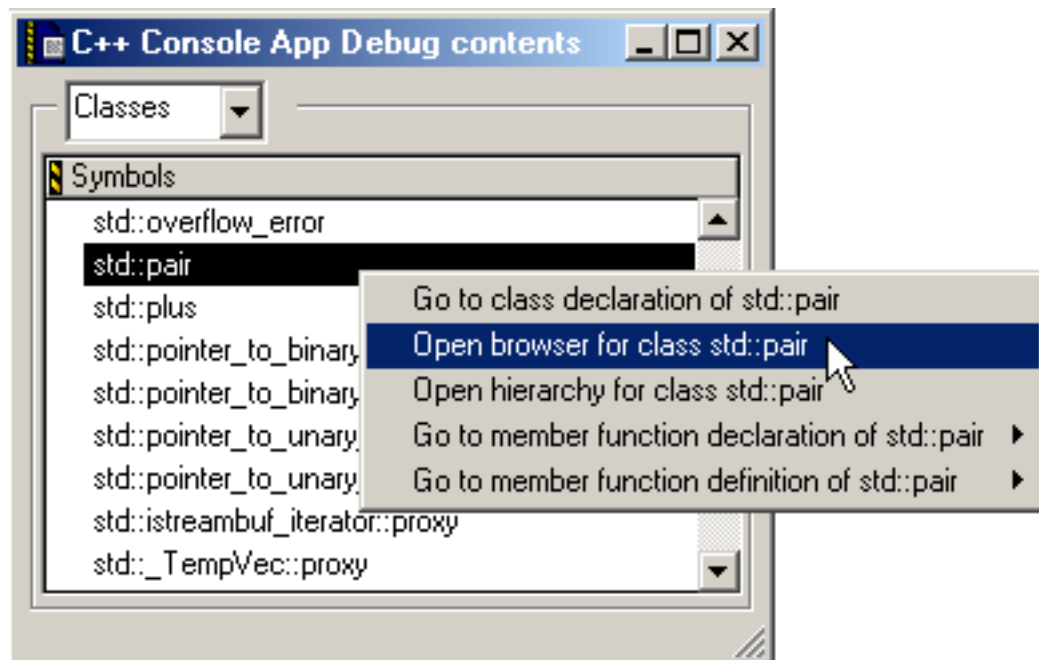 C++ Console App Debug contents
Classes
Symbols
std::overflow_error
std::pair
std::plus
std::pointer_to_binary
std::pointer_to_binary
std::pointer_to_unary
std::pointer_to_unary
std::istreambuf_iterator::proxy
std::_TempVec::proxy
Go to class declaration of std::pair
Open browser for class std::pair
Open hierarchy for class std::pair
Go to member function declaration of std::pair
Go to member function definition of std::pair